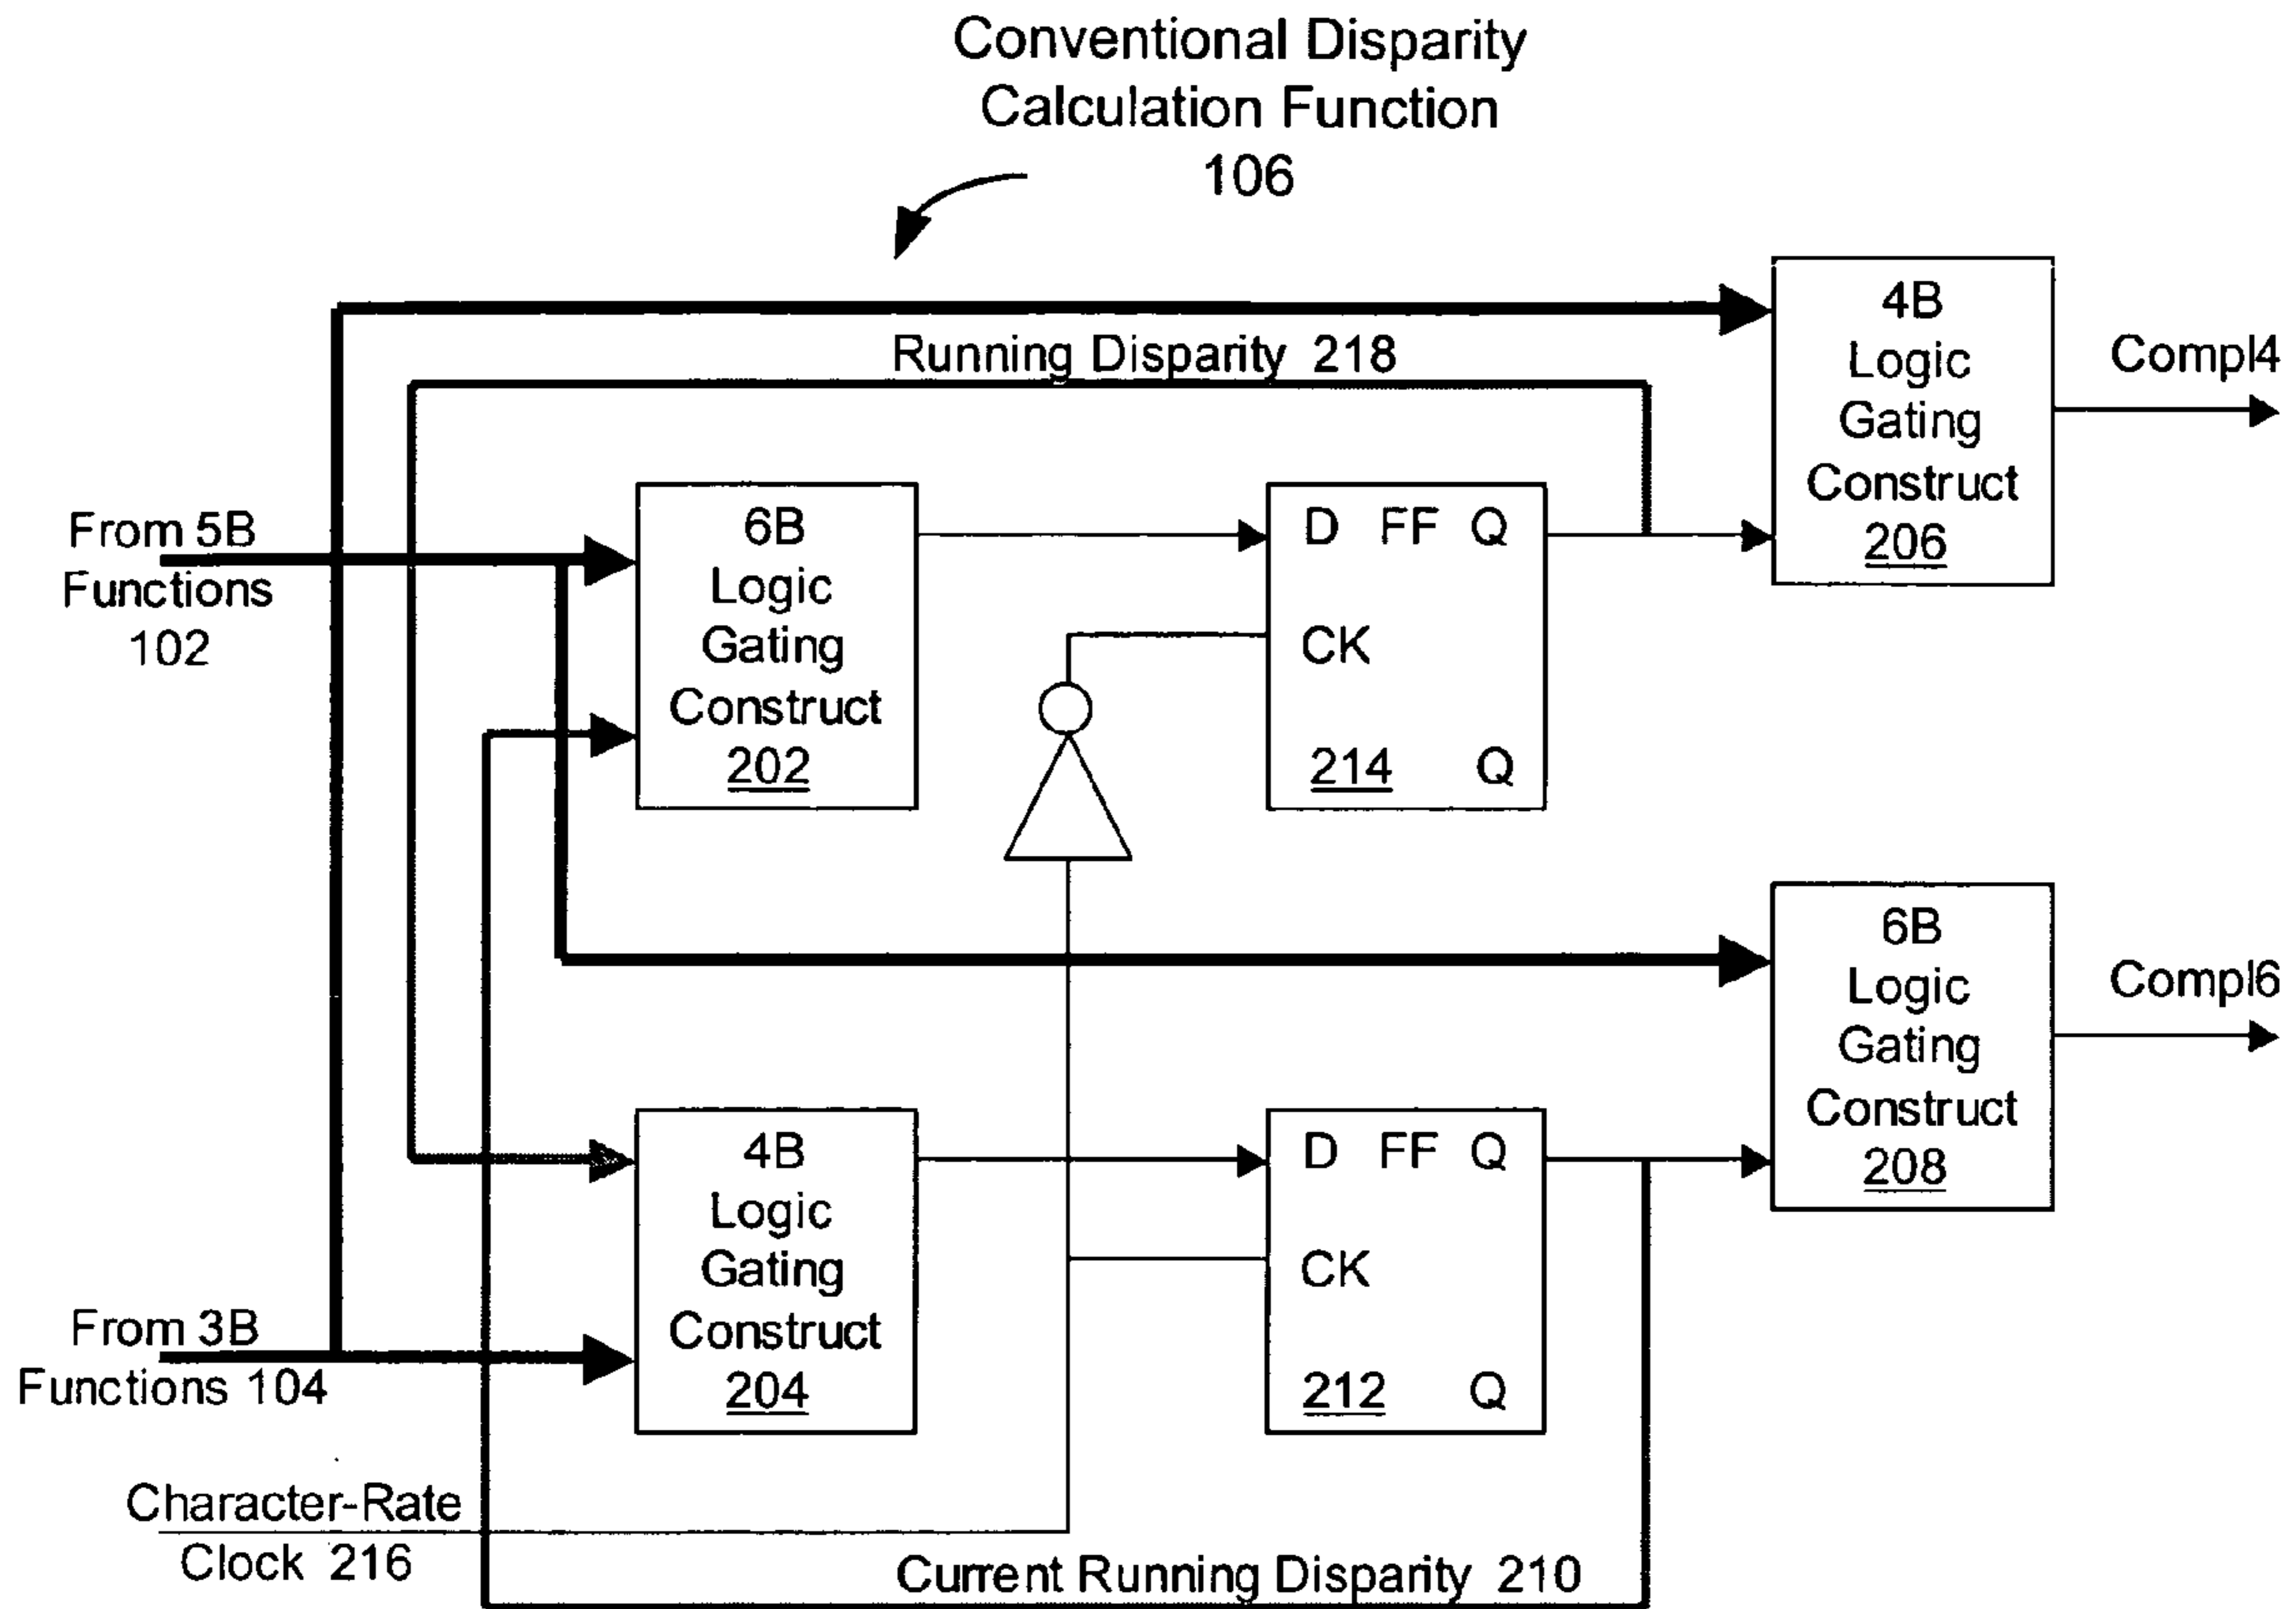 Conventional Disparity
Calculation Function
106
Running Disparity 218
4B
Logic
Gating
Construct
206
Compl4
From 5B
Functions
102
6B
Logic
Gating
Construct
202
D FF Q
CK
214 Q
6B
Logic
Gating
Construct
208
Compl6
4B
Logic
Gating
Construct
204
D FF Q
CK
212 Q
From 3B
Functions 104
Character-Rate
Clock 216
Current Running Disparity 210